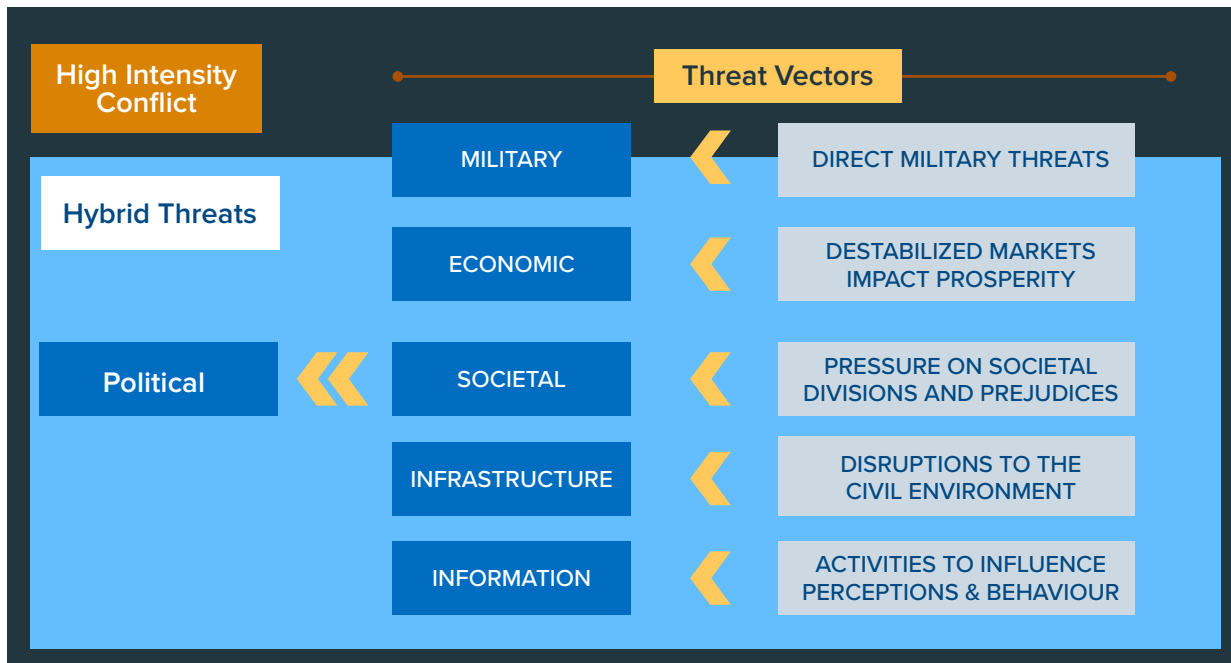 High Intensity
Conflict
Threat Vectors
MILITARY
DIRECT MILITARY THREATS
Hybrid Threats
ECONOMIC
DESTABILIZED MARKETS
IMPACT PROSPERITY
Political
SOCIETAL
PRESSURE ON SOCIETAL
DIVISIONS AND PREJUDICES
INFRASTRUCTURE
DISRUPTIONS TO THE
CIVIL ENVIRONMENT
INFORMATION
ACTIVITIES TO INFLUENCE
PERCEPTIONS & BEHAVIOUR